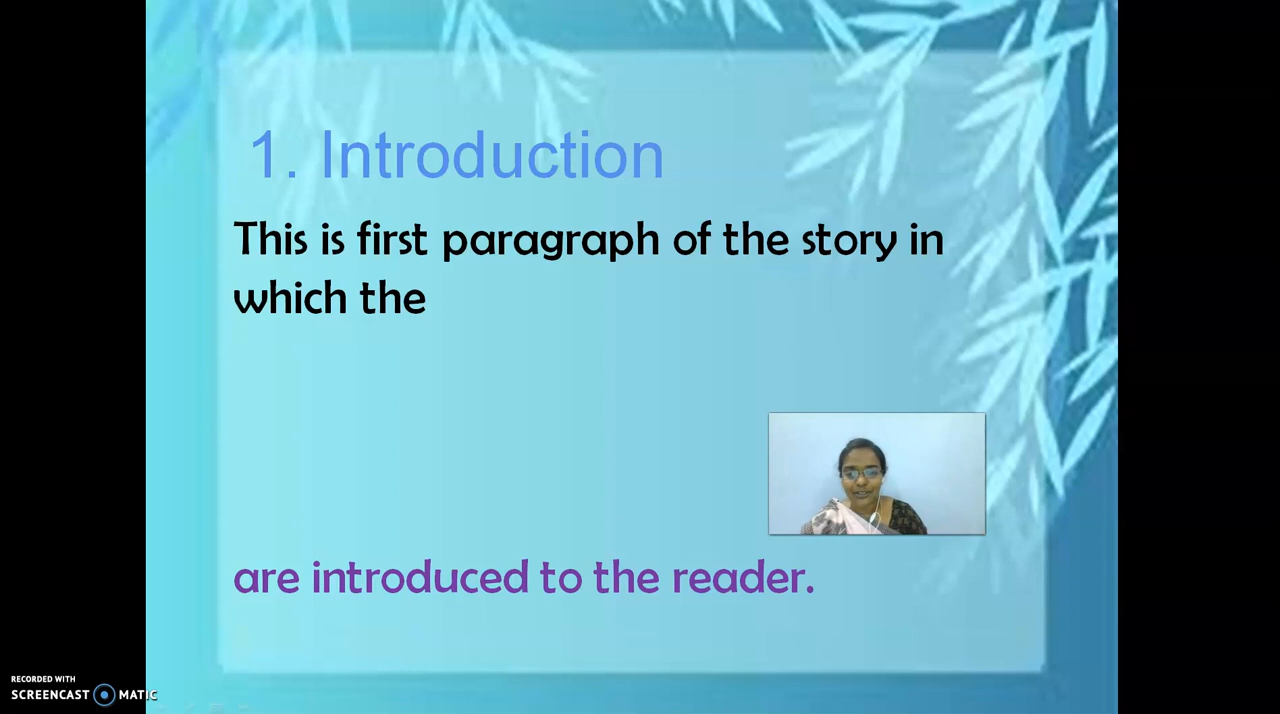 1. Introduction
This is first paragraph of the story in
which the
are introduced to the reader.
RECORDED WITH
SCREENCAST MATIC